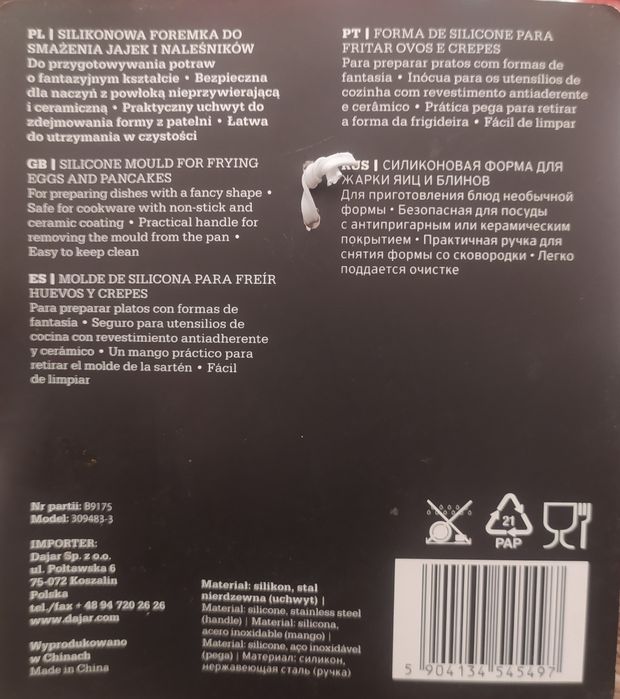 PL | SILIKONOWA FOREMKA DO
SMAŻENIA JAJEK I NALEŚNIKÓW
Do przygotowywania potraw
o fantazyjnym kształcie • Bezpieczna
dla naczyń z powłoką nieprzywierającą
i ceramiczną • Praktyczny uchwyt do
zdejmowania formy z patelni • Łatwa
do utrzymania w czystości
GB | SILICONE MOULD FOR FRYING
EGGS AND PANCAKES
For preparing dishes with a fancy shape •
Safe for cookware with non-stick and
ceramic coating • Practical handle for
removing the mould from the pan •
Easy to keep clean
ES | MOLDE DE SILICONA PARA FREÍR
HUEVOS Y CREPES
Para preparar platos con formas de
fantasia • Seguro para utensilios de
cocina con revestimiento antiadherente
y cerámico • Un mango práctico para
retirar el molde de la sartén • Fácil
de limpiar
PT | FORMA DE SILICONE PARA
FRITAR OVOS E CREPES
Para preparar pratos com formas de
fantasia • Inócua para os utensílios de
cozinha com revestimento antiaderente
e cerâmico • Prática pega para retirar
a forma da frigideira • Fácil de limpar
RUS | СИЛИКОНОВАЯ ФОРМА ДЛЯ
ЖАРКИ ЯИЦ И БЛИНОВ
Для приготовления блюд необычной
формы • Безопасная для посуды
с антипригарным или керамическим
покрытием • Практичная ручка для
снятия формы со сковородки • Легко
поддается очистке
Nr partii: B9175
Model: 309483-3
IMPORTER:
Dajar Sp. z o.o.
ul. Połtawska 6
75-072 Koszalin
Polska
tel./fax + 48 94 720 26 26
www.dajar.com
Wyprodukowano
w Chinach
Made in China
Materiał: silikon, stal
nierdzewna (uchwyt) |
Material: silicone, stainless steel
(handle) | Material: silicona,
acero inoxidable (mango) |
Material: silicone, aço inoxidável
(pega) | Материал: силикон,
нержавеющая сталь (ручка)
21
PAP
5 904134 545497